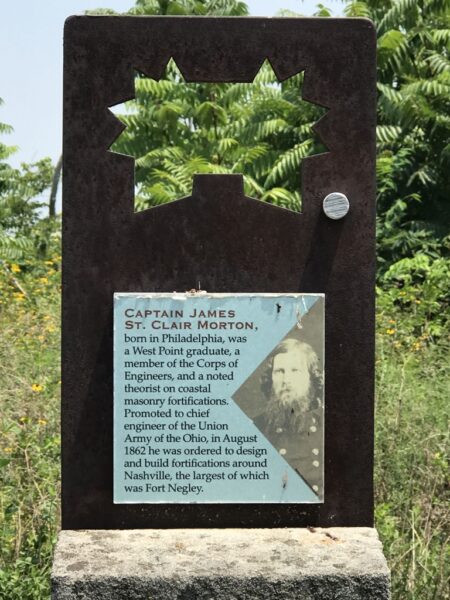 CAPTAIN JAMES
ST. CLAIR MORTON,
born in Philadelphia, was
a West Point graduate, a
member of the Corps of
Engineers, and a noted
theorist on coastal
masonry fortifications.
Promoted to chief
engineer of the Union
Army of the Ohio, in August
1862 he was ordered to design
and build fortifications around
Nashville, the largest of which
was Fort Negley.